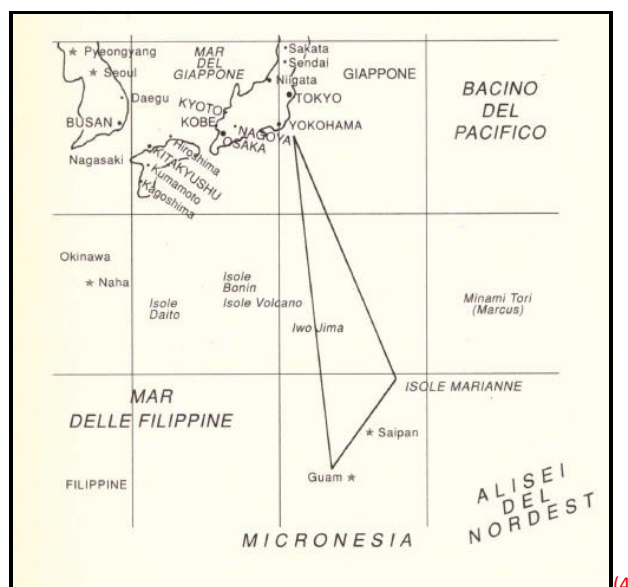 Pyeongyang
Seoul
Daegu
BUSAN
Nagasaki
MAR
DEL
GIAPPONE
Sakata
Sendai
Niigata
GIAPPONE
TOKYO
KYOTO
KOBE
NAGOYA
YOKOHAMA
OSAKA
Hiroshima
KITAKYUSHU
Kumamoto
Kagoshima
BACINO
DEL
PACIFICO
Okinawa
Naha
Isole
Daito
Isole
Bonin
Isole Volcano
Iwo Jima
Minami Tori
(Marcus)
MAR
DELLE FILIPPINE
ISOLE MARIANNE
Saipan
Guam
FILIPPINE
ALISEI
DEL
NORDEST
MICRONESIA
(4